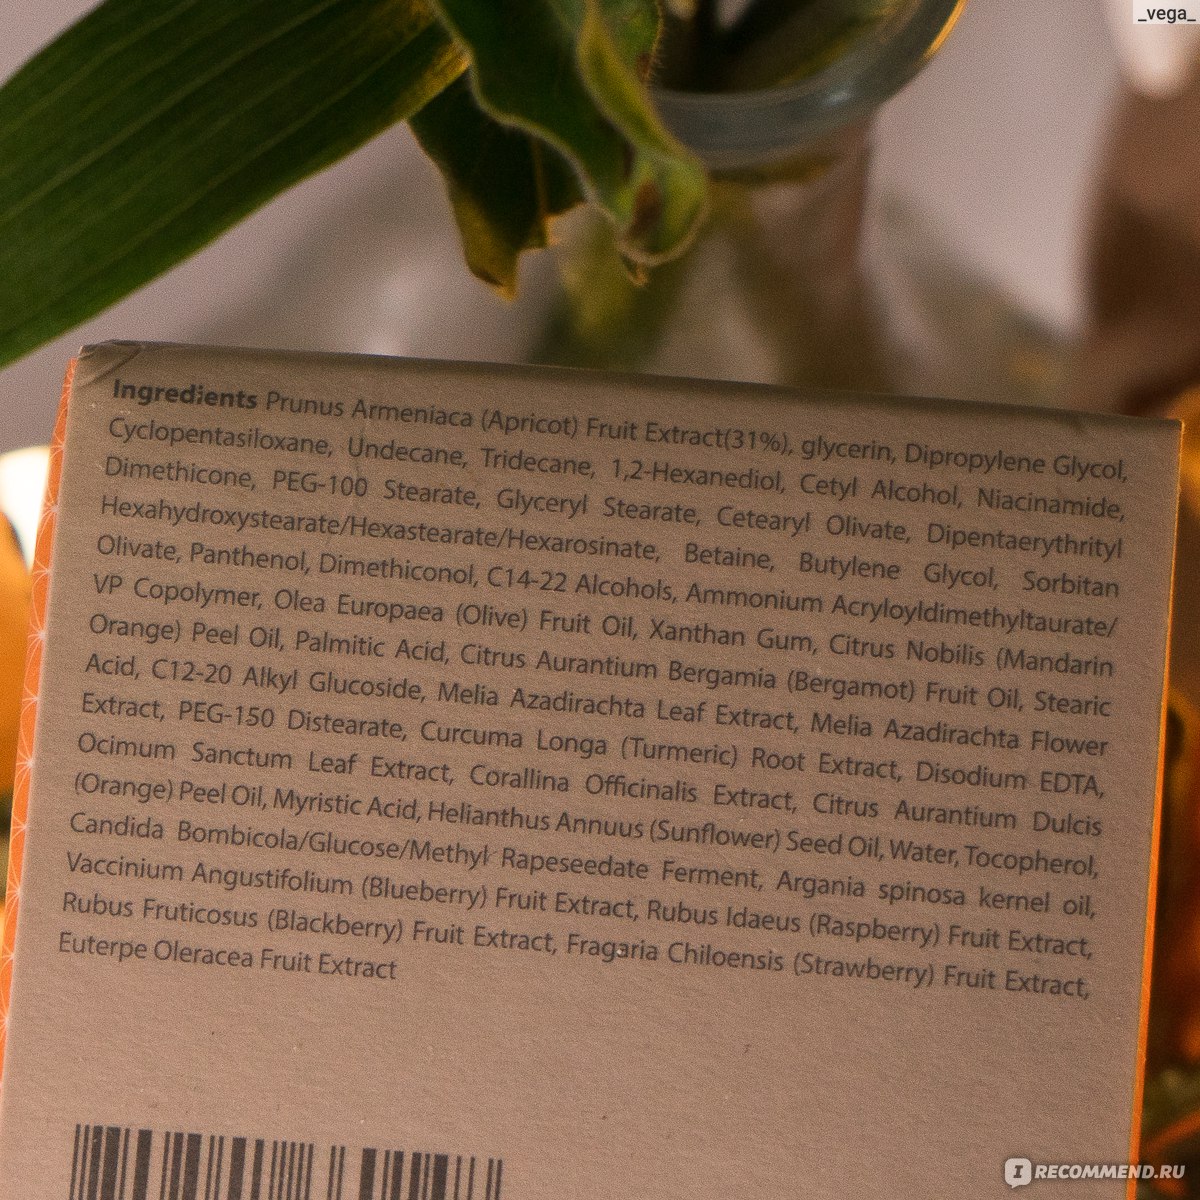 _vega_
Ingredients Prunus Armeniaca (Apricot) Fruit Extract(31%), glycerin, Dipropylene Glycol,
Cyclopentasiloxane, Undecane, Tridecane, 1,2-Hexanediol, Cetyl Alcohol, Niacinamide,
Dimethicone, PEG-100 Stearate, Glyceryl Stearate, Cetearyl Olivate, Dipentaerythrityl
Hexahydroxystearate/Hexastearate/Hexarosinate, Betaine, Butylene Glycol, Sorbitan
Olivate, Panthenol, Dimethiconol, C14-22 Alcohols, Ammonium Acryloyldimethyltaurate/
VP Copolymer, Olea Europaea (Olive) Fruit Oil, Xanthan Gum, Citrus Nobilis (Mandarin
Orange) Peel Oil, Palmitic Acid, Citrus Aurantium Bergamia (Bergamot) Fruit Oil, Stearic
Acid, C12-20 Alkyl Glucoside, Melia Azadirachta Leaf Extract, Melia Azadirachta Flower
Extract, PEG-150 Distearate, Curcuma Longa (Turmeric) Root Extract, Disodium EDTA,
Ocimum Sanctum Leaf Extract, Corallina Officinalis Extract, Citrus Aurantium Dulcis
(Orange) Peel Oil, Myristic Acid, Helianthus Annuus (Sunflower) Seed Oil, Water, Tocopherol,
Candida Bombicola/Glucose/Methyl Rapeseedate Ferment, Argania spinosa kernel oil,
Vaccinium Angustifolium (Blueberry) Fruit Extract, Rubus Idaeus (Raspberry) Fruit Extract,
Rubus Fruticosus (Blackberry) Fruit Extract, Fragaria Chiloensis (Strawberry) Fruit Extract,
Euterpe Oleracea Fruit Extract
IRECOMMEND.RU